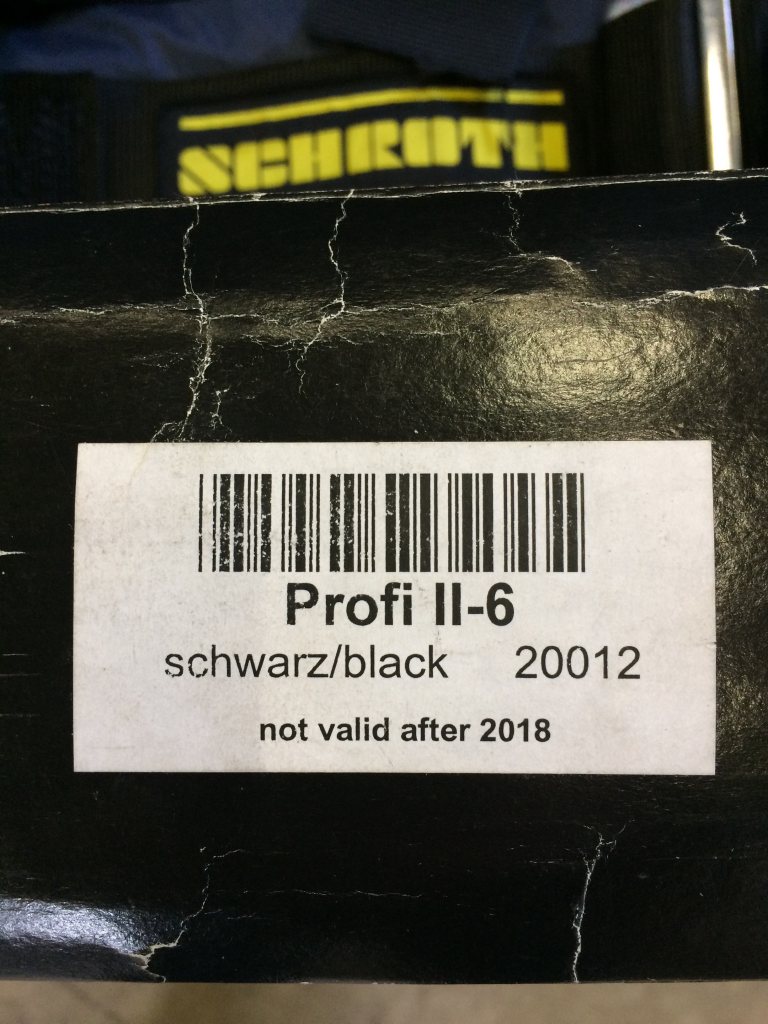 SCHROTH
Profi II-6
schwarz/black 20012
not valid after 2018